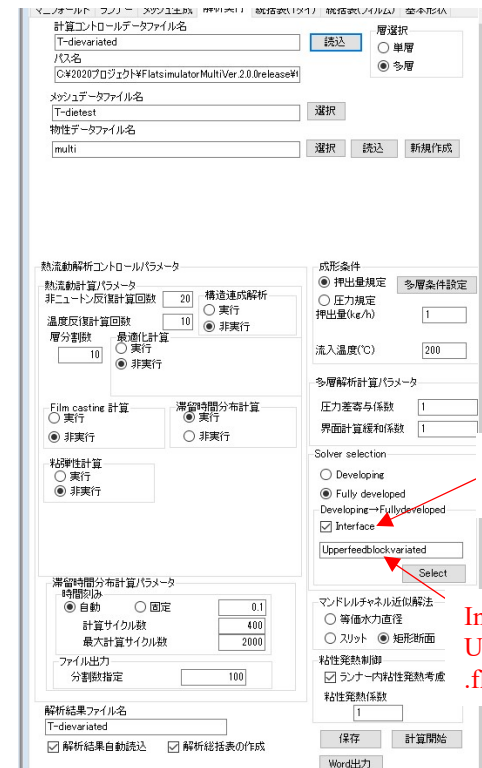 マニフォールド ランナー メッシュ生成 解析実行 統括表(Tダイ) 統括表(フィルム) 基本形状
計算コントロールデータファイル名
T-dievariated
読込
層選択
単層
多層
パス名
C:¥2020プロジェクト¥FlatsimulatorMultiVer.2.0.0release¥t
メッシュデータファイル名
T-dietest
選択
物性データファイル名
multi
選択 読込 新規作成
熱流動解析コントロールパラメータ
熱流動計算パラメータ
非ニュートン反復計算回数 20
温度反復計算回数 10
層分割数
10
構造連成解析
実行
非実行
最適化計算
実行
非実行
Film casting 計算
実行
非実行
滞留時間分布計算
実行
非実行
粘弾性計算
実行
非実行
滞留時間分布計算パラメータ
時間刻み
自動 固定 0.1
計算サイクル数 400
最大計算サイクル数 2000
ファイル出力
分割数指定 100
解析結果ファイル名
T-dievariated
解析結果自動読込 解析総括表の作成
成形条件
押出量規定 多層条件設定
圧力規定
押出量(kg/h) 1
流入温度(℃) 200
多層解析計算パラメータ
圧力差寄与係数 1
界面計算緩和係数 1
Solver selection
Developing
Fully developed
Developing→Fullydeveloped
Interface
Upperfeedblockvariated
Select
マンドレルチャネル近似解法
等価水力直径
スリット 矩形断面
粘性発熱制御
ランナー内粘性発熱考慮
粘性発熱係数
1
保存 計算開始
Word出力